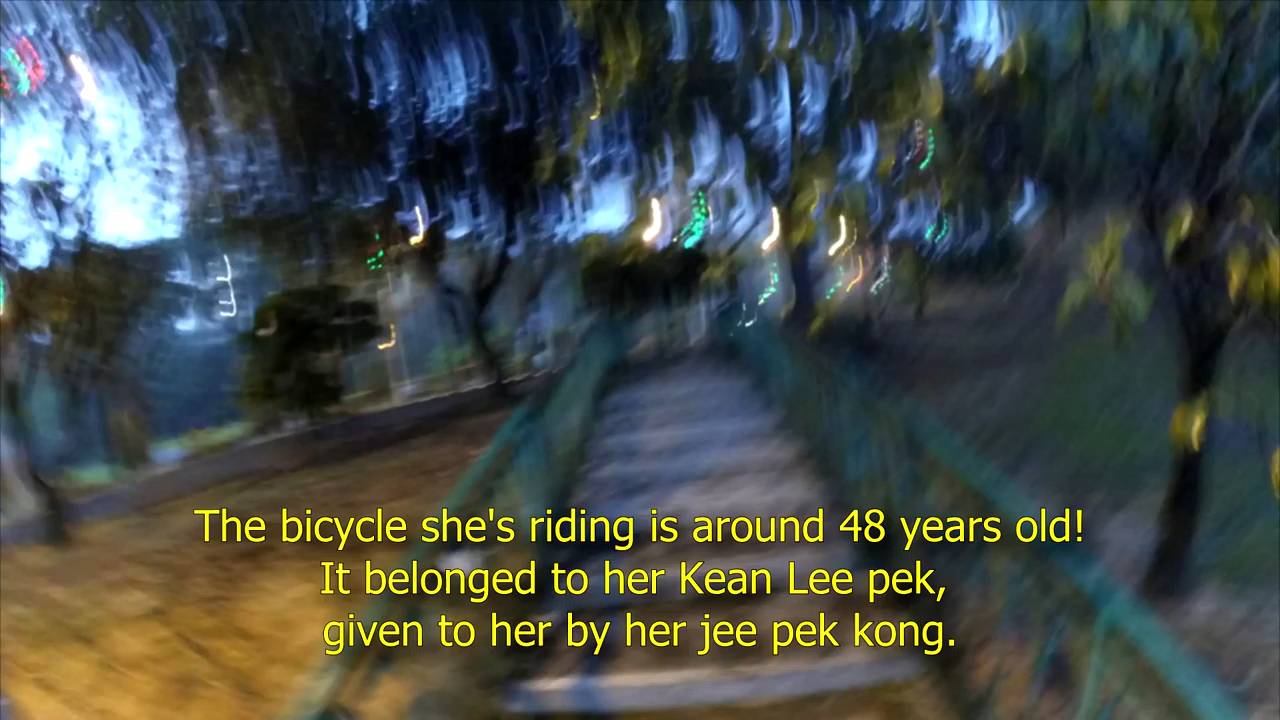 The bicycle she's riding is around 48 years old!
It belonged to her Kean Lee pek,
given to her by her jee pek kong.